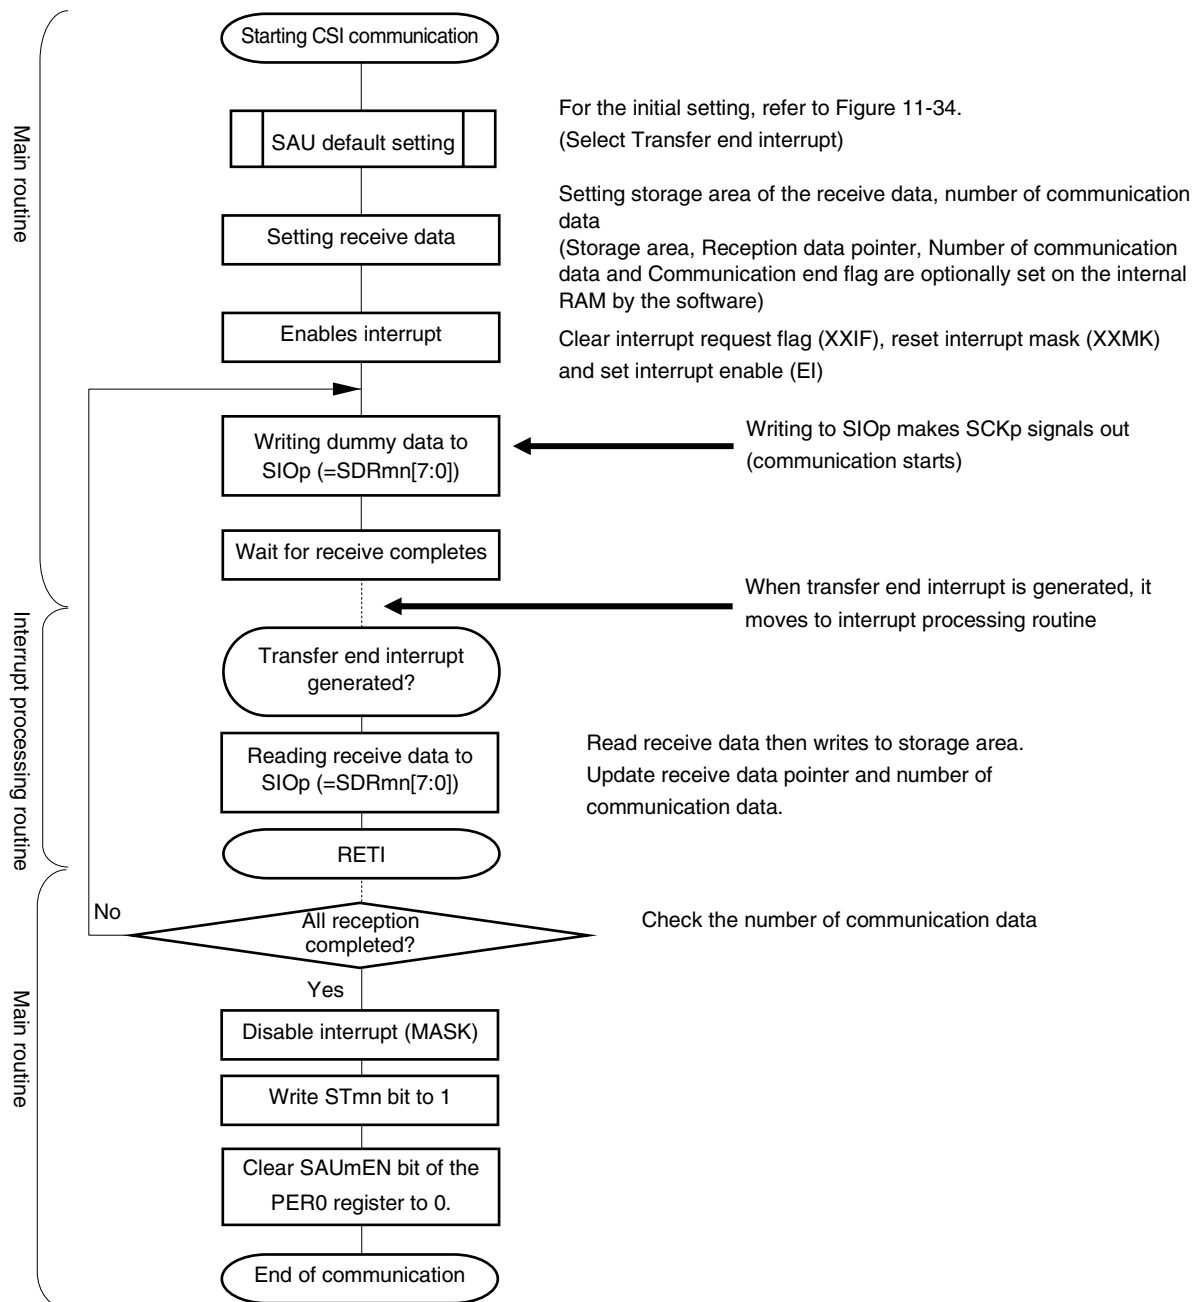 Starting CSI communication
Main routine
SAU default setting
For the initial setting, refer to Figure 11-34.
(Select Transfer end interrupt)
Setting receive data
Setting storage area of the receive data, number of communication
data
(Storage area, Reception data pointer, Number of communication
data and Communication end flag are optionally set on the internal
RAM by the software)
Enables interrupt
Clear interrupt request flag (XXIF), reset interrupt mask (XXMK)
and set interrupt enable (EI)
Writing dummy data to
SIOp (=SDRmn[7:0])
Writing to SIOp makes SCKp signals out
(communication starts)
Wait for receive completes
When transfer end interrupt is generated, it
moves to interrupt processing routine
Interrupt processing routine
Transfer end interrupt
generated?
Reading receive data to
SIOp (=SDRmn[7:0])
Read receive data then writes to storage area.
Update receive data pointer and number of
communication data.
RETI
No
All reception
completed?
Check the number of communication data
Yes
Main routine
Disable interrupt (MASK)
Write STmn bit to 1
Clear SAUmEN bit of the
PER0 register to 0.
End of communication